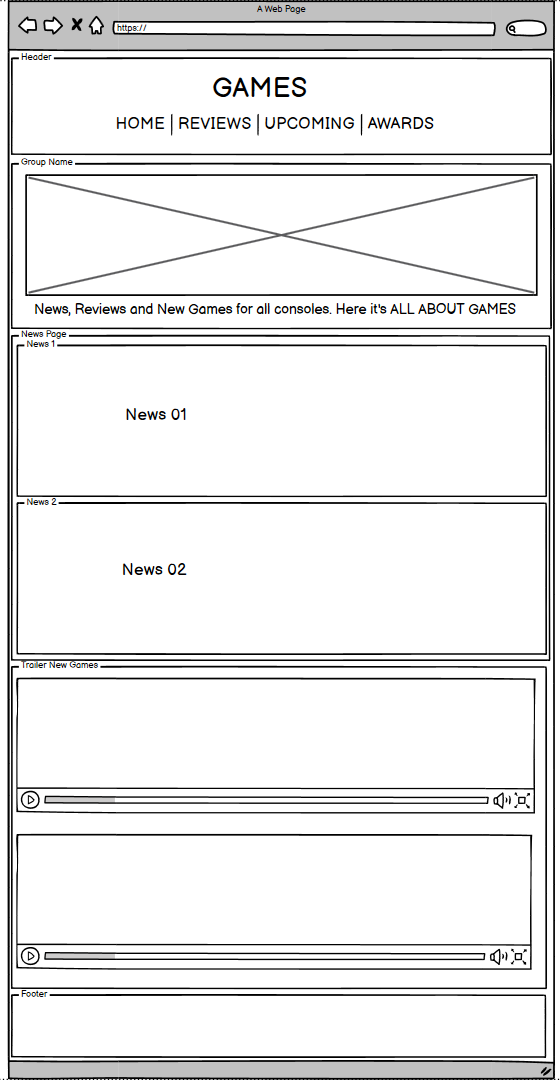 A Web Page
https://
Header
GAMES
HOME | REVIEWS | UPCOMING | AWARDS
Group Name
News, Reviews and New Games for all consoles. Here it's ALL ABOUT GAMES
News Page
News 1
News 01
News 2
News 02
Trailer New Games
Footer